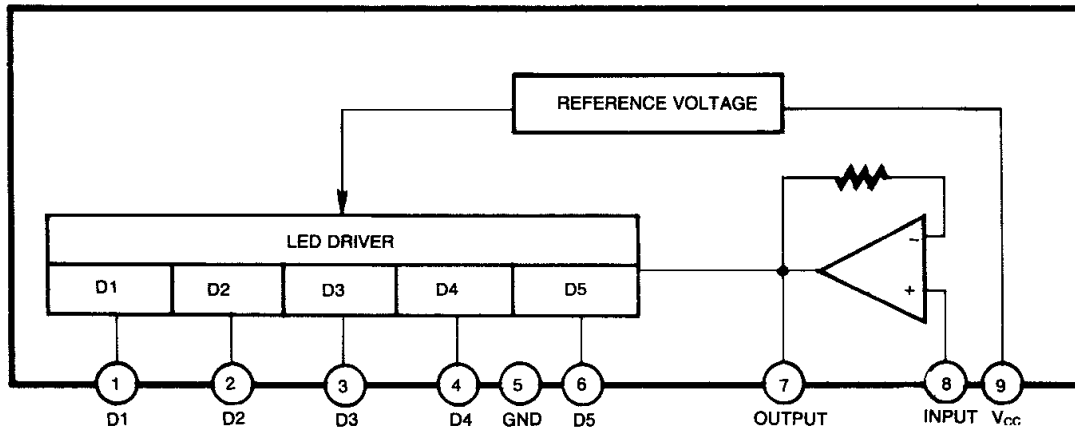 REFERENCE VOLTAGE
LED DRIVER
D1 D2 D3 D4 D5
−
+
1 2 3 4 5 6 7 8 9
D1 D2 D3 D4 GND D5 OUTPUT INPUT Vcc